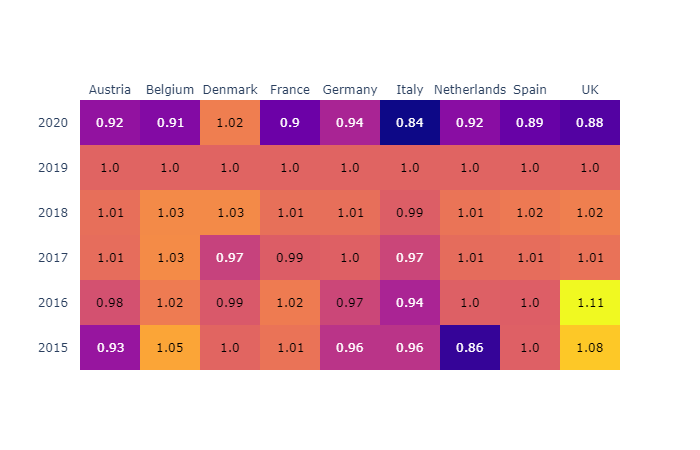 Austria Belgium Denmark France Germany Italy Netherlands Spain UK
2020 0.92 0.91 1.02 0.9 0.94 0.84 0.92 0.89 0.88
2019 1.0 1.0 1.0 1.0 1.0 1.0 1.0 1.0 1.0
2018 1.01 1.03 1.03 1.01 1.01 0.99 1.01 1.02 1.02
2017 1.01 1.03 0.97 0.99 1.0 0.97 1.01 1.01 1.01
2016 0.98 1.02 0.99 1.02 0.97 0.94 1.0 1.0 1.11
2015 0.93 1.05 1.0 1.01 0.96 0.96 0.86 1.0 1.08